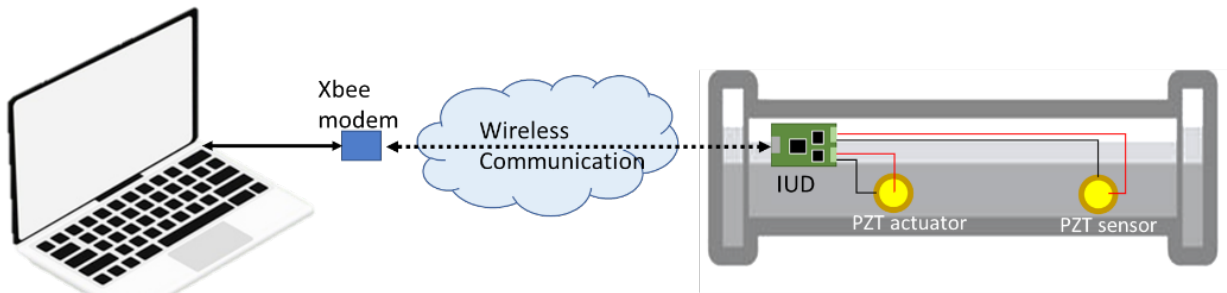 Xbee
modem
Wireless
Communication
IUD
PZT actuator
PZT sensor